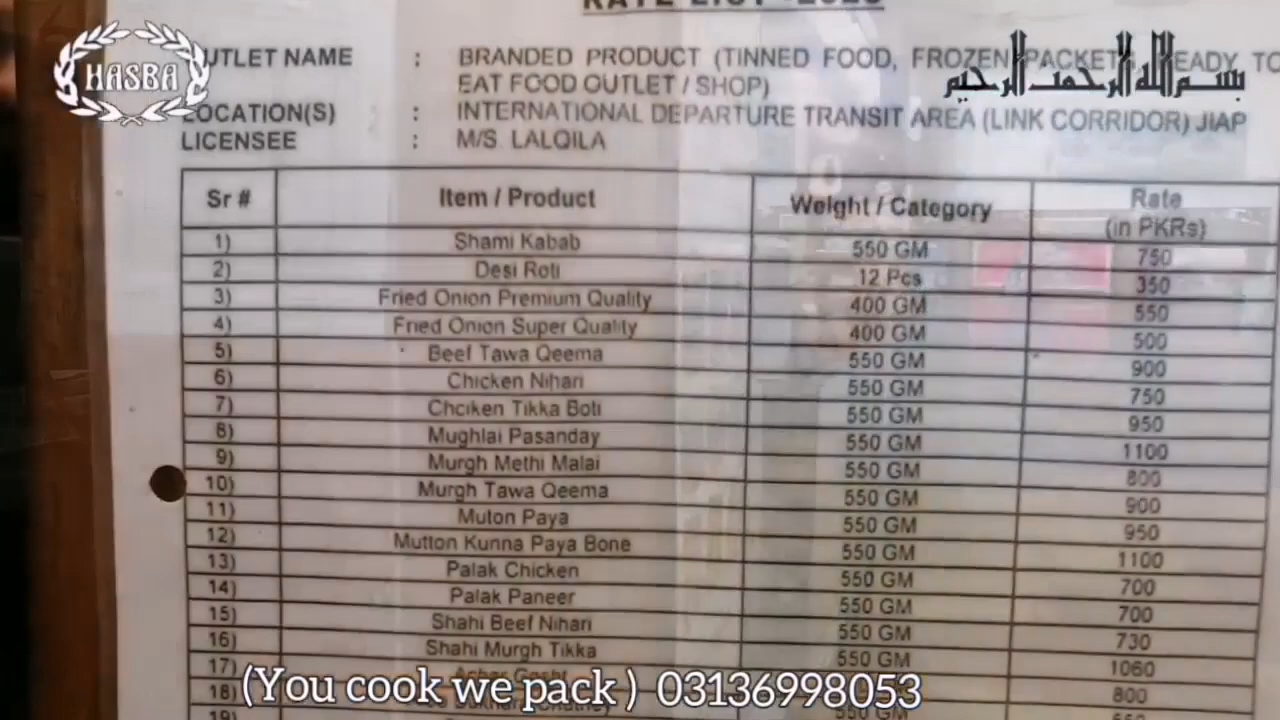 RATE LIST -2023
HASBA
بسم الله الرحمن الرحيم
OUTLET NAME : BRANDED PRODUCT (TINNED FOOD, FROZEN PACKET, READY TO
EAT FOOD OUTLET / SHOP)
LOCATION(S) : INTERNATIONAL DEPARTURE TRANSIT AREA (LINK CORRIDOR) JIAP
LICENSEE : M/S LALQILA
Sr # Item / Product Weight / Category Rate (in PKRs)
1) Shami Kabab 550 GM 750
2) Desi Roti 12 Pcs 350
3) Fried Onion Premium Quality 400 GM 550
4) Fried Onion Super Quality 400 GM 500
5) Beef Tawa Qeema 550 GM 900
6) Chicken Nihari 550 GM 750
7) Chciken Tikka Boti 550 GM 950
8) Mughlai Pasanday 550 GM 1100
9) Murgh Methi Malai 550 GM 800
10) Murgh Tawa Qeema 550 GM 900
11) Muton Paya 550 GM 950
12) Mutton Kunna Paya Bone 550 GM 1100
13) Palak Chicken 550 GM 700
14) Palak Paneer 550 GM 700
15) Shahi Beef Nihari 550 GM 730
16) Shahi Murgh Tikka 550 GM 1060
17) 800
18) 550 GM
19)
(You cook we pack ) 03136998053